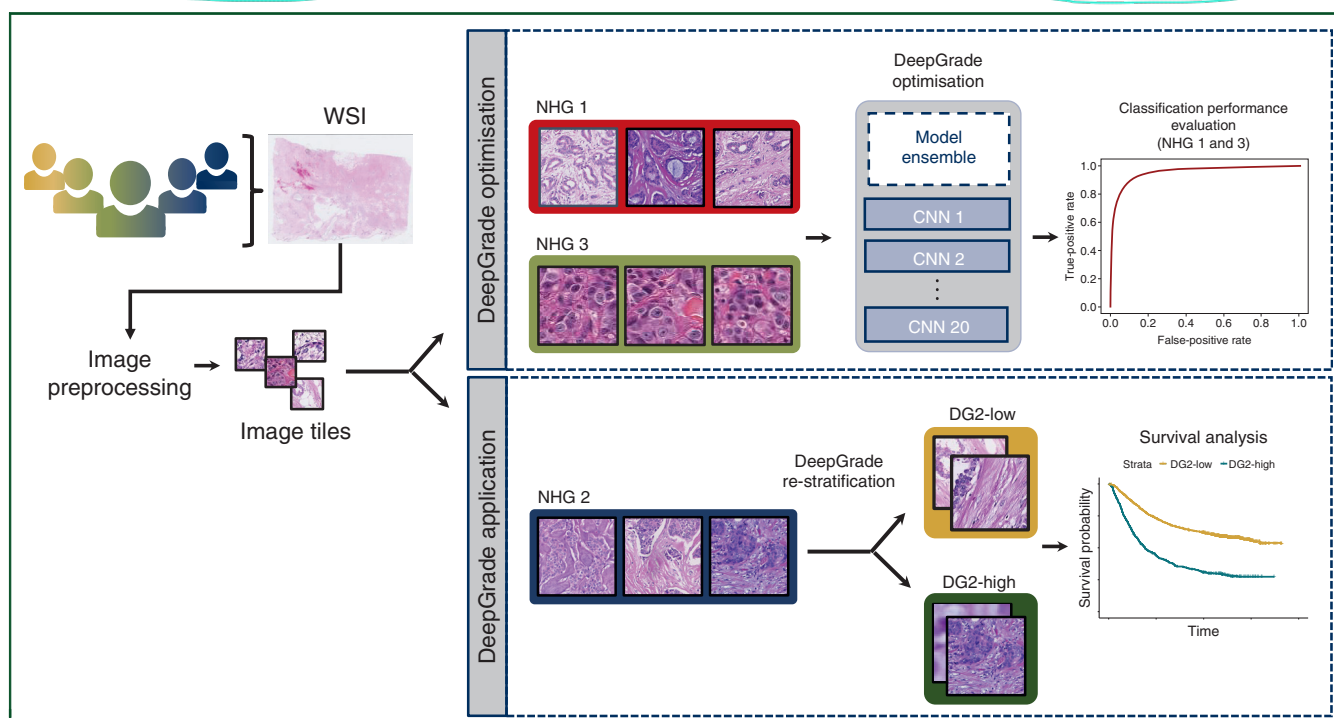 WSI
Image
preprocessing
Image tiles
DeepGrade optimisation
NHG 1
NHG 3
DeepGrade
optimisation
Model
ensemble
CNN 1
CNN 2
⋮
CNN 20
Classification performance
evaluation
(NHG 1 and 3)
True-positive rate
1.0
0.8
0.6
0.4
0.2
0.0
0.0 0.2 0.4 0.6 0.8 1.0
False-positive rate
DeepGrade application
NHG 2
DeepGrade
re-stratification
DG2-low
DG2-high
Survival analysis
Strata DG2-low DG2-high
Survival probability
Time